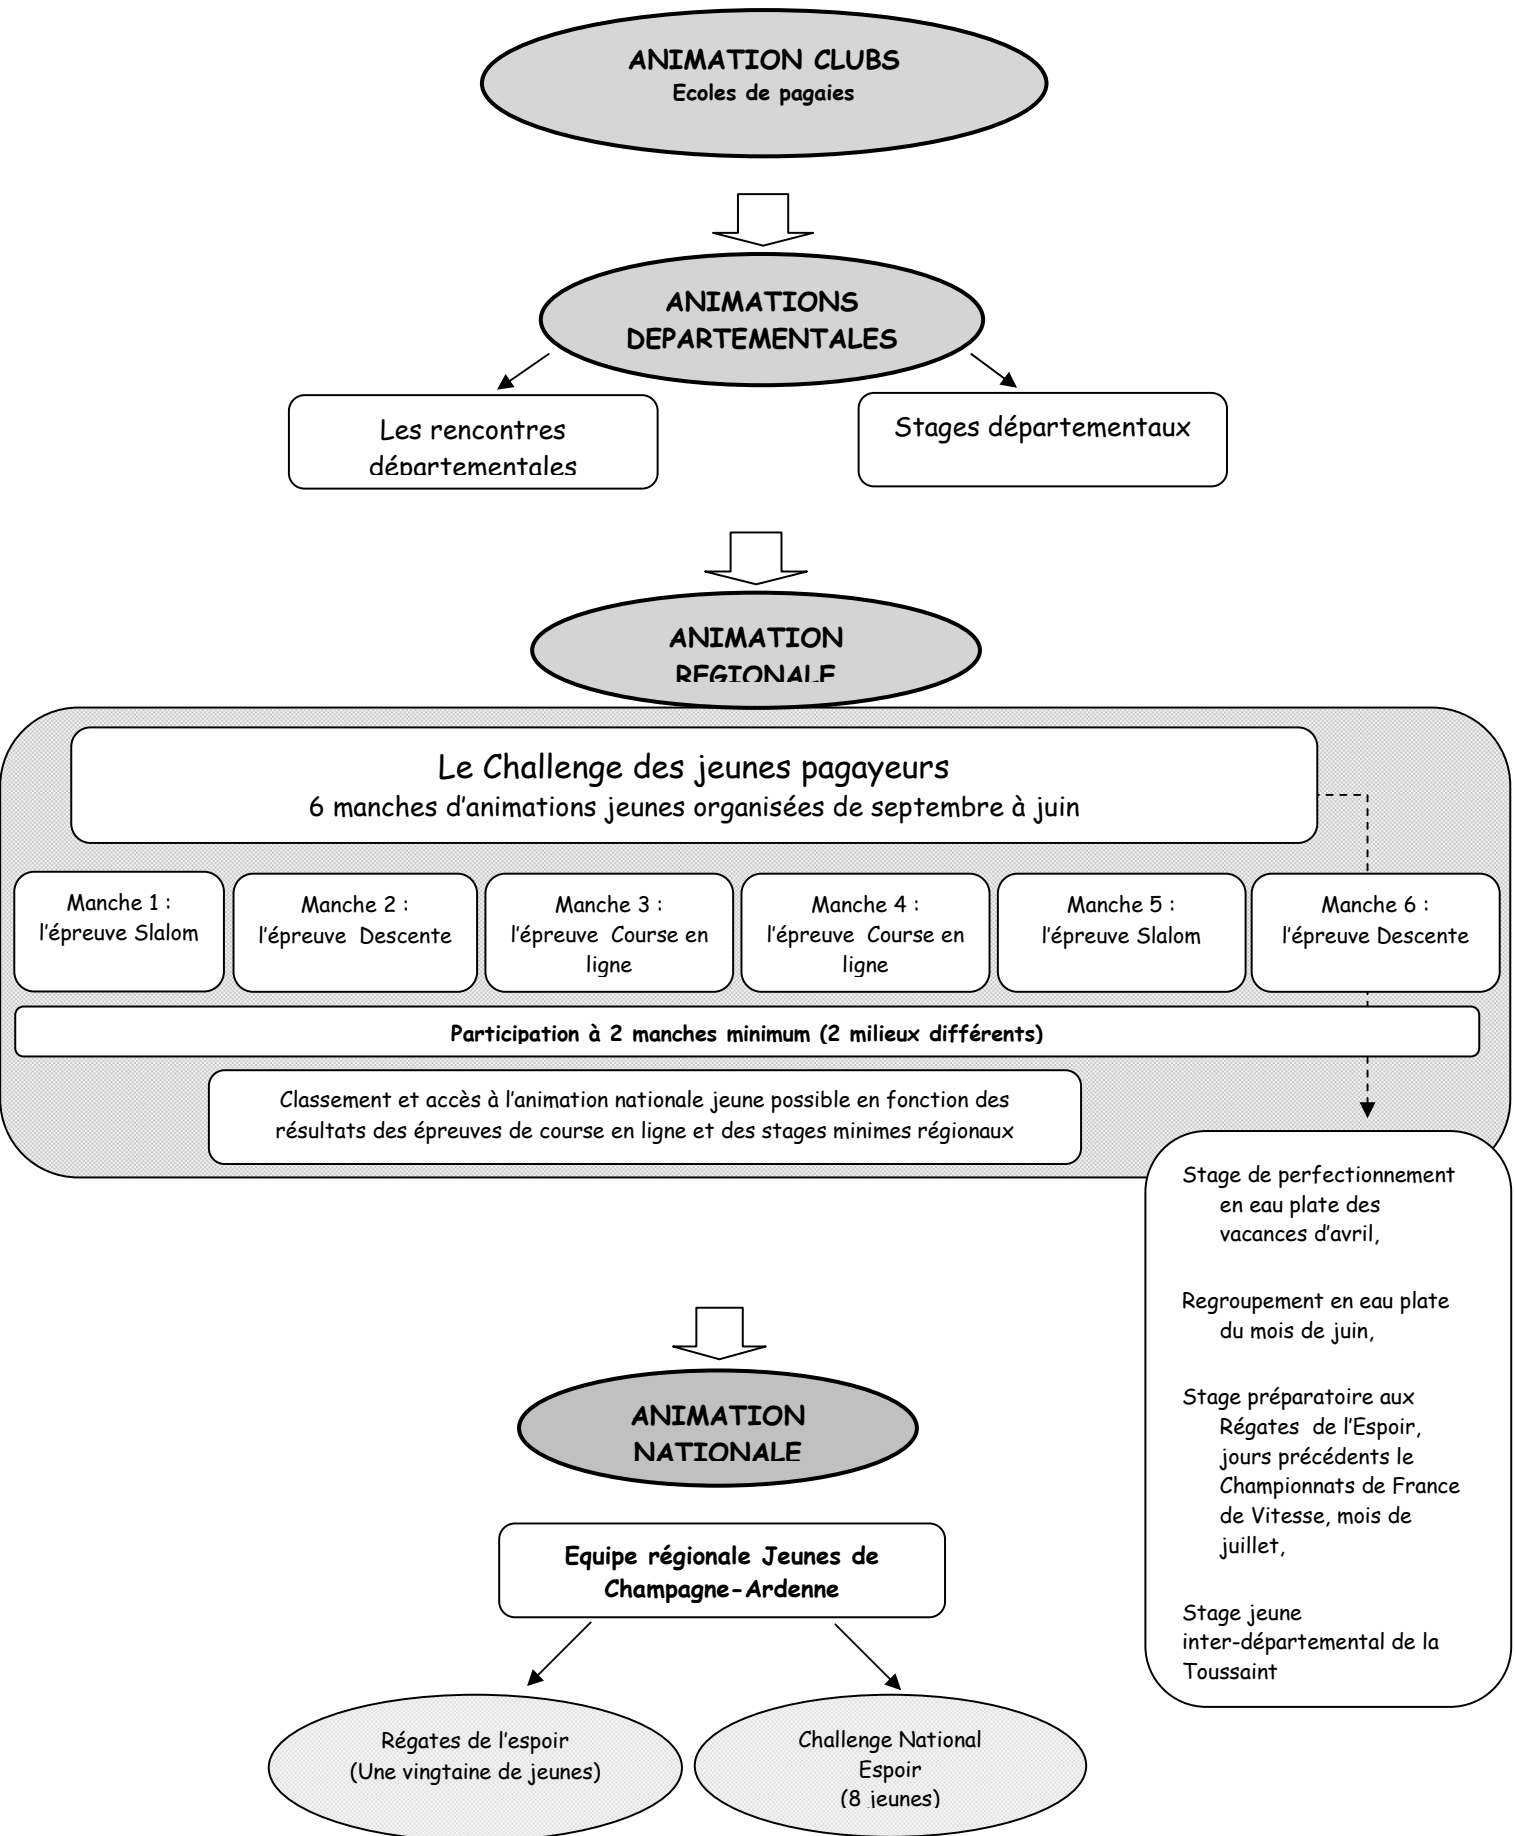 ANIMATION CLUBS
Ecoles de pagaies
ANIMATIONS
DEPARTEMENTALES
Les rencontres
départementales
Stages départementaux
ANIMATION
REGIONALE
Le Challenge des jeunes pagayeurs
6 manches d'animations jeunes organisées de septembre à juin
Manche 1 :
l'épreuve Slalom
Manche 2 :
l'épreuve Descente
Manche 3 :
l'épreuve Course en
ligne
Manche 4 :
l'épreuve Course en
ligne
Manche 5 :
l'épreuve Slalom
Manche 6 :
l'épreuve Descente
Participation à 2 manches minimum (2 milieux différents)
Classement et accès à l'animation nationale jeune possible en fonction des
résultats des épreuves de course en ligne et des stages minimes régionaux
Stage de perfectionnement
en eau plate des
vacances d'avril,
Regroupement en eau plate
du mois de juin,
Stage préparatoire aux
Régates de l'Espoir,
jours précédents le
Championnats de France
de Vitesse, mois de
juillet,
Stage jeune
inter-départemental de la
Toussaint
ANIMATION
NATIONALE
Equipe régionale Jeunes de
Champagne-Ardenne
Régates de l'espoir
(Une vingtaine de jeunes)
Challenge National
Espoir
(8 jeunes)